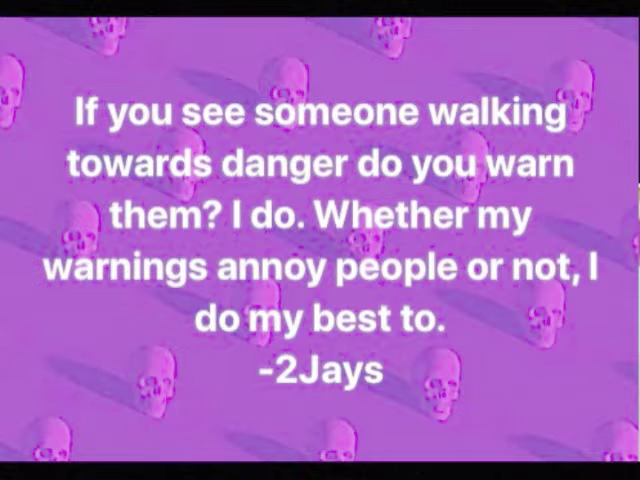 If you see someone walking
towards danger do you warn
them? I do. Whether my
warnings annoy people or not, I
do my best to.
-2Jays